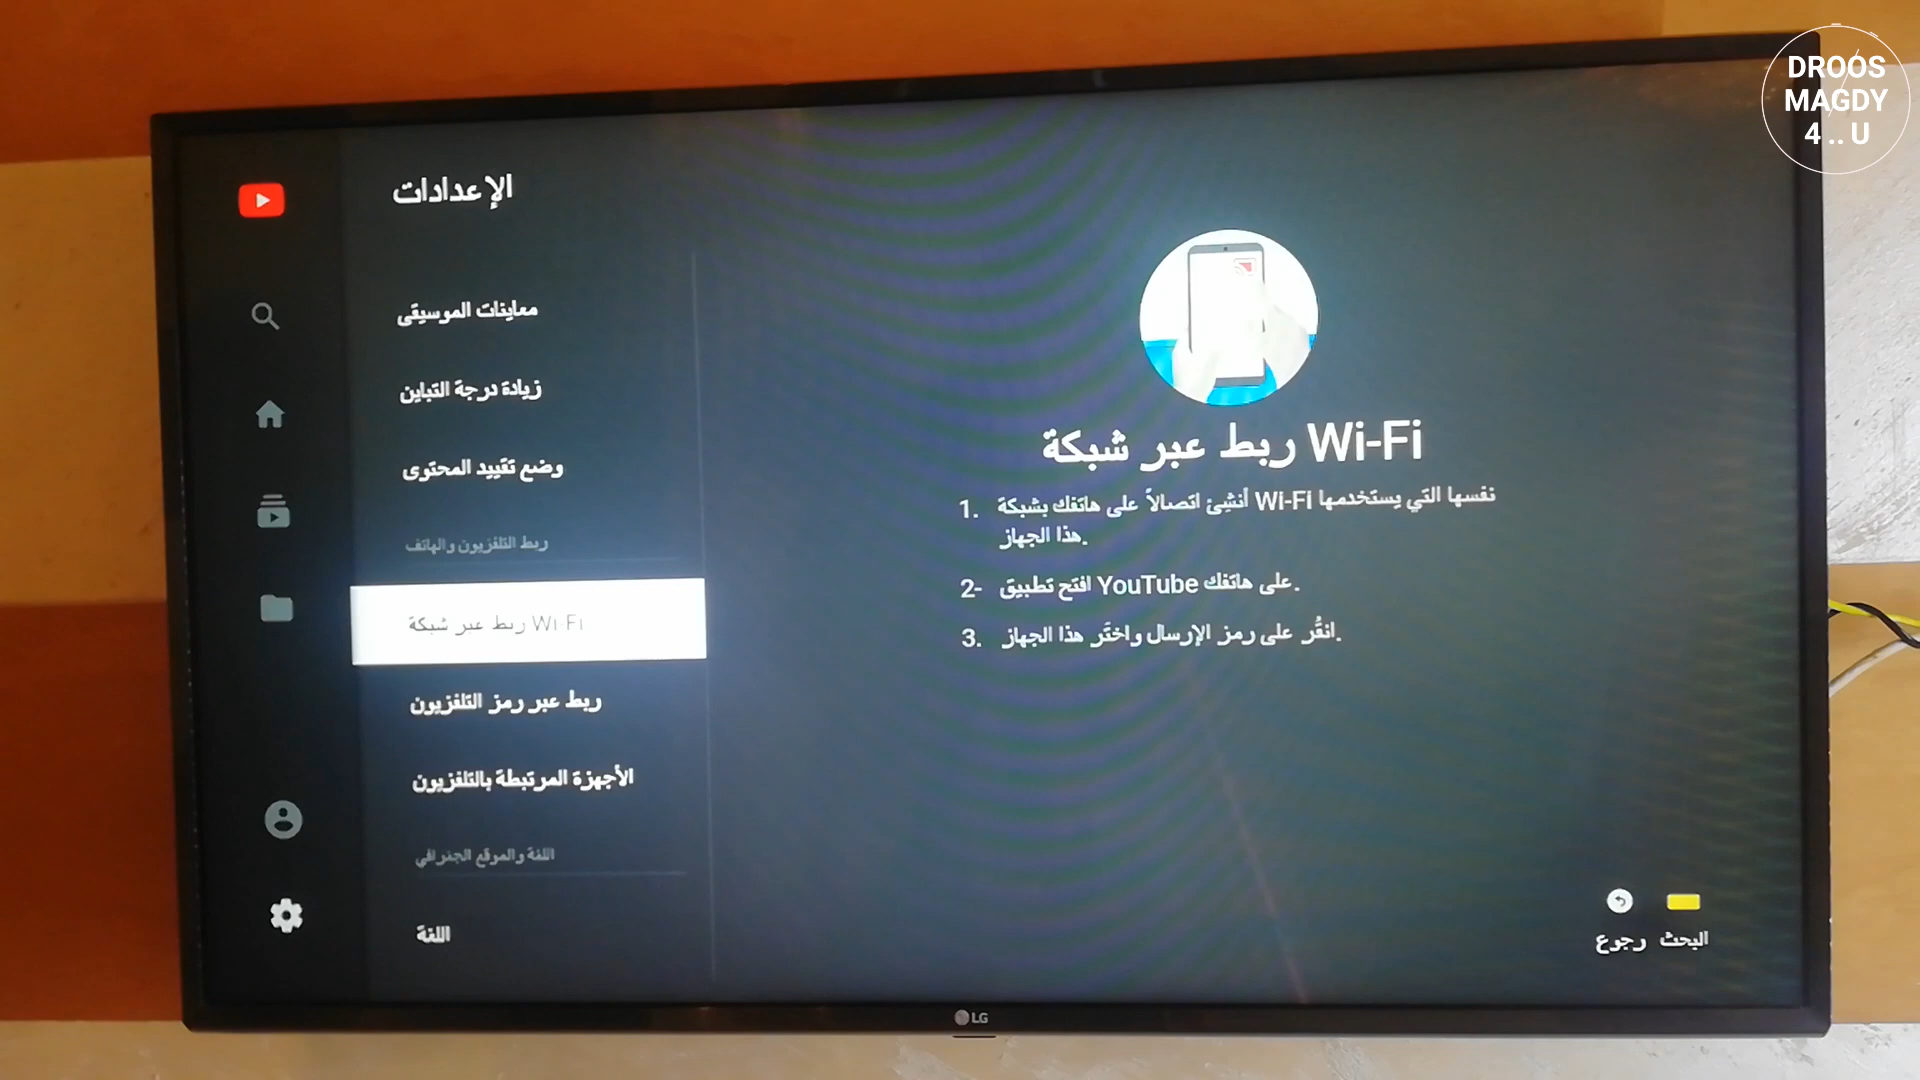 DROOS
MAGDY
4 .. U
الإعدادات
معاينات الموسيقى
زيادة درجة التباين
وضع تقييد المحتوى
ربط التلفزيون والهاتف
Wi-Fi ربط عبر شبكة
ربط عبر رمز التلفزيون
الأجهزة المرتبطة بالتلفزيون
اللغة والموقع الجغرافي
اللغة
Wi-Fi ربط عبر شبكة
1. أنشِئ اتصالاً على هاتفك بشبكة Wi-Fi نفسها التي يستخدمها
هذا الجهاز.
2- افتح تطبيق YouTube على هاتفك.
3. انقُر على رمز الإرسال واختَر هذا الجهاز.
رجوع البحث
LG